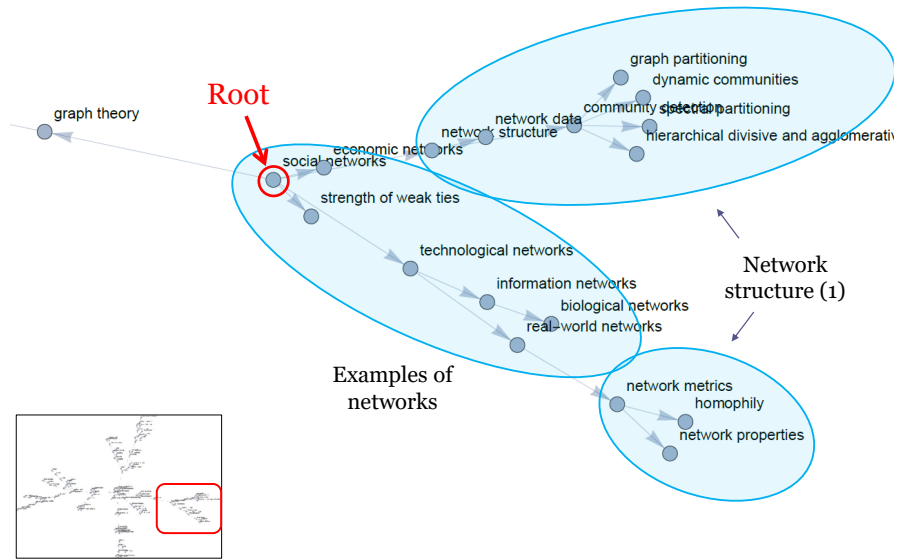 graph partitioning
dynamic communities
Root
graph theory
community detection
spectral partitioning
network data
network structure
hierarchical divisive and agglomerativ
economic networks
social networks
strength of weak ties
technological networks
Network
structure (1)
information networks
biological networks
real-world networks
Examples of
networks
network metrics
homophily
network properties